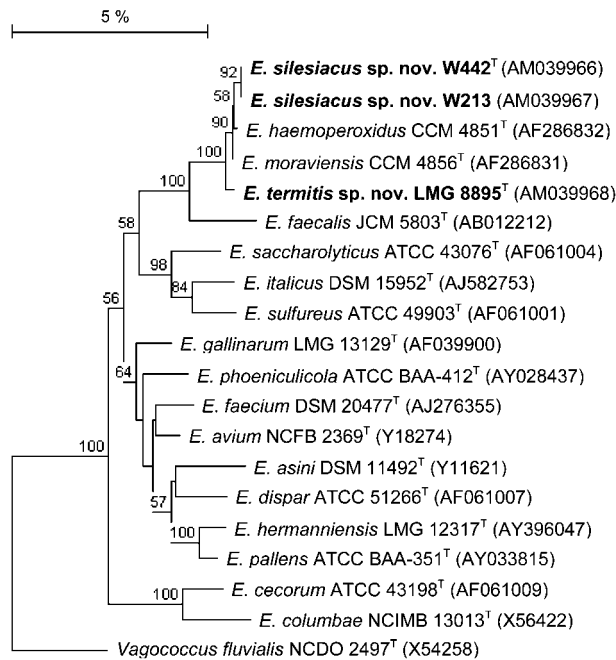 5 %
92
E. silesiacus sp. nov. W442ᵀ (AM039966)
58
E. silesiacus sp. nov. W213 (AM039967)
90
E. haemoperoxidus CCM 4851ᵀ (AF286832)
100
E. moraviensis CCM 4856ᵀ (AF286831)
100
E. termitis sp. nov. LMG 8895ᵀ (AM039968)
58
E. faecalis JCM 5803ᵀ (AB012212)
E. saccharolyticus ATCC 43076ᵀ (AF061004)
98
E. italicus DSM 15952ᵀ (AJ582753)
84
56
E. sulfureus ATCC 49903ᵀ (AF061001)
E. gallinarum LMG 13129ᵀ (AF039900)
64
E. phoeniculicola ATCC BAA-412ᵀ (AY028437)
E. faecium DSM 20477ᵀ (AJ276355)
E. avium NCFB 2369ᵀ (Y18274)
100
E. asini DSM 11492ᵀ (Y11621)
57
E. dispar ATCC 51266ᵀ (AF061007)
E. hermanniensis LMG 12317ᵀ (AY396047)
100
E. pallens ATCC BAA-351ᵀ (AY033815)
E. cecorum ATCC 43198ᵀ (AF061009)
100
E. columbae NCIMB 13013ᵀ (X56422)
Vagococcus fluvialis NCDO 2497ᵀ (X54258)